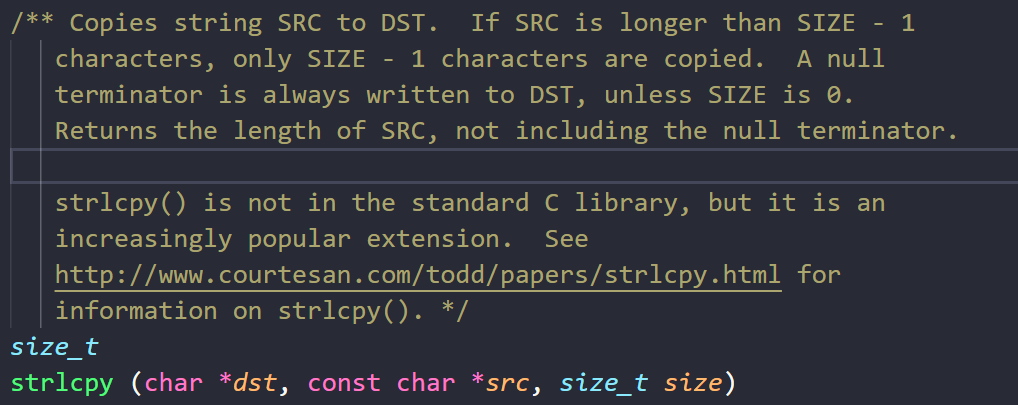 /** Copies string SRC to DST.  If SRC is longer than SIZE - 1
characters, only SIZE - 1 characters are copied.  A null
terminator is always written to DST, unless SIZE is 0.
Returns the length of SRC, not including the null terminator.
strlcpy() is not in the standard C library, but it is an
increasingly popular extension.  See
http://www.courtesan.com/todd/papers/strlcpy.html for
information on strlcpy(). */
size_t
strlcpy (char *dst, const char *src, size_t size)